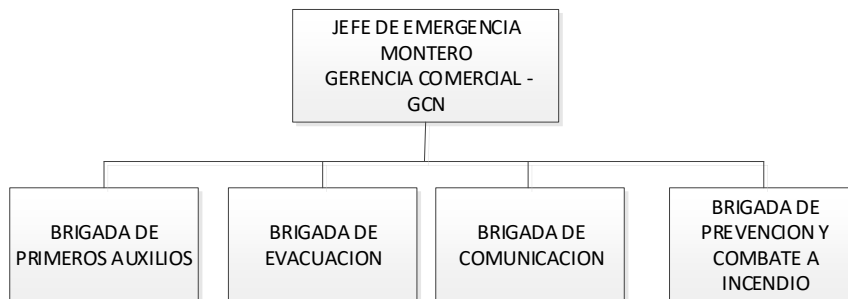 JEFE DE EMERGENCIA
MONTERO
GERENCIA COMERCIAL -
GCN
BRIGADA DE
PRIMEROS AUXILIOS
BRIGADA DE
EVACUACION
BRIGADA DE
COMUNICACION
BRIGADA DE
PREVENCION Y
COMBATE A
INCENDIO